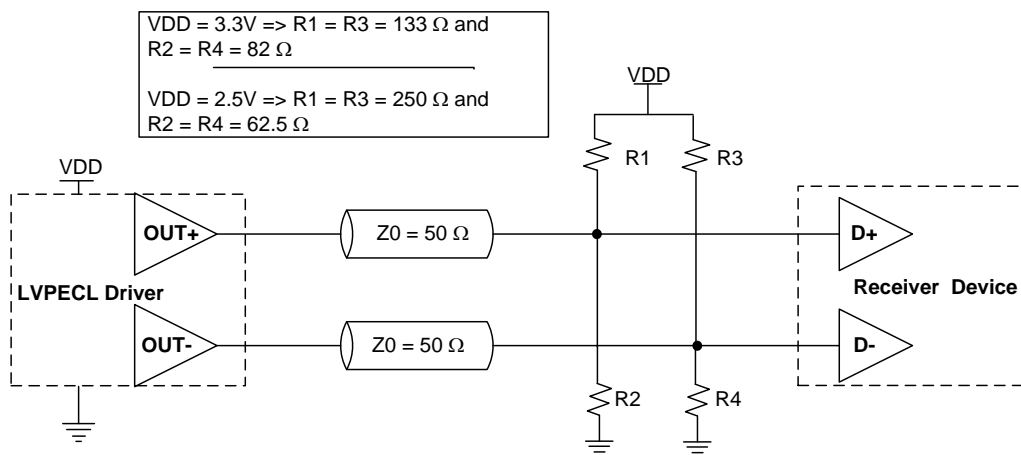 VDD = 3.3V => R1 = R3 = 133 Ω and
R2 = R4 = 82 Ω
VDD = 2.5V => R1 = R3 = 250 Ω and
R2 = R4 = 62.5 Ω
VDD
R1
R3
VDD
OUT+
Z0 = 50 Ω
D+
LVPECL Driver
Receiver Device
OUT-
Z0 = 50 Ω
D-
R2
R4